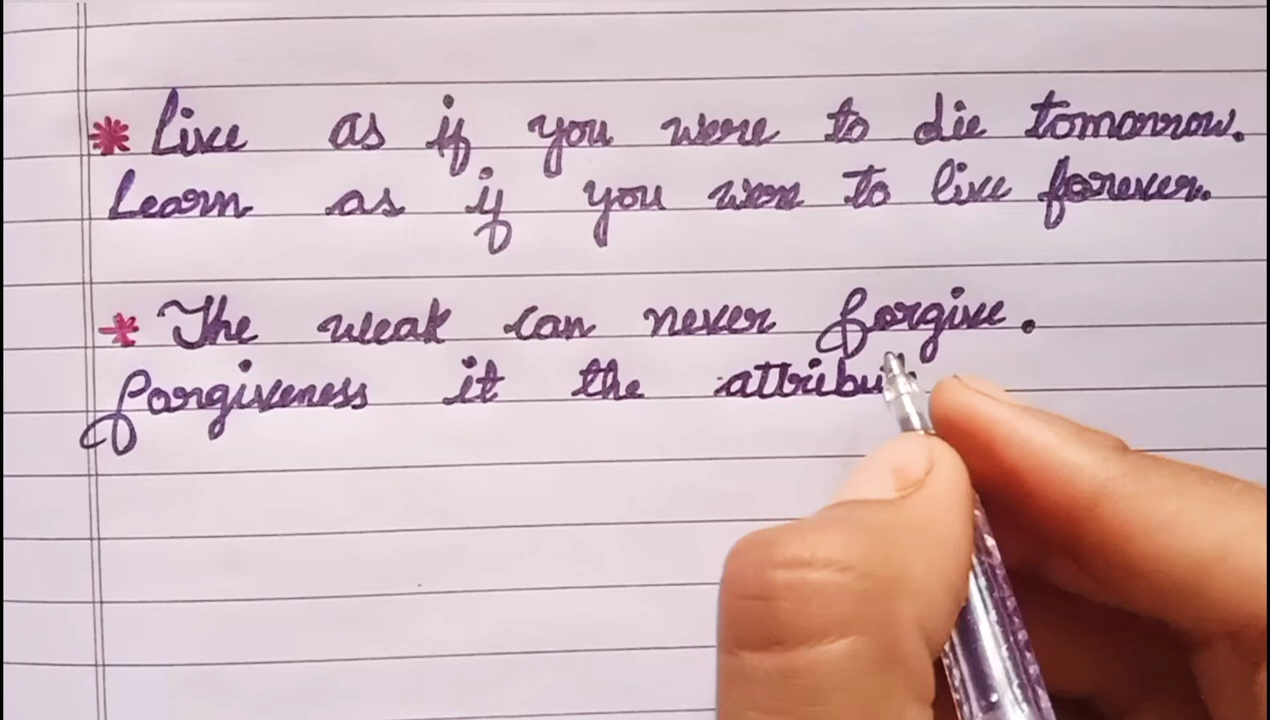 * Live as if you were to die tomorrow.
Learn as if you were to live forever.
* The weak can never forgive.
Forgiveness it the attribu